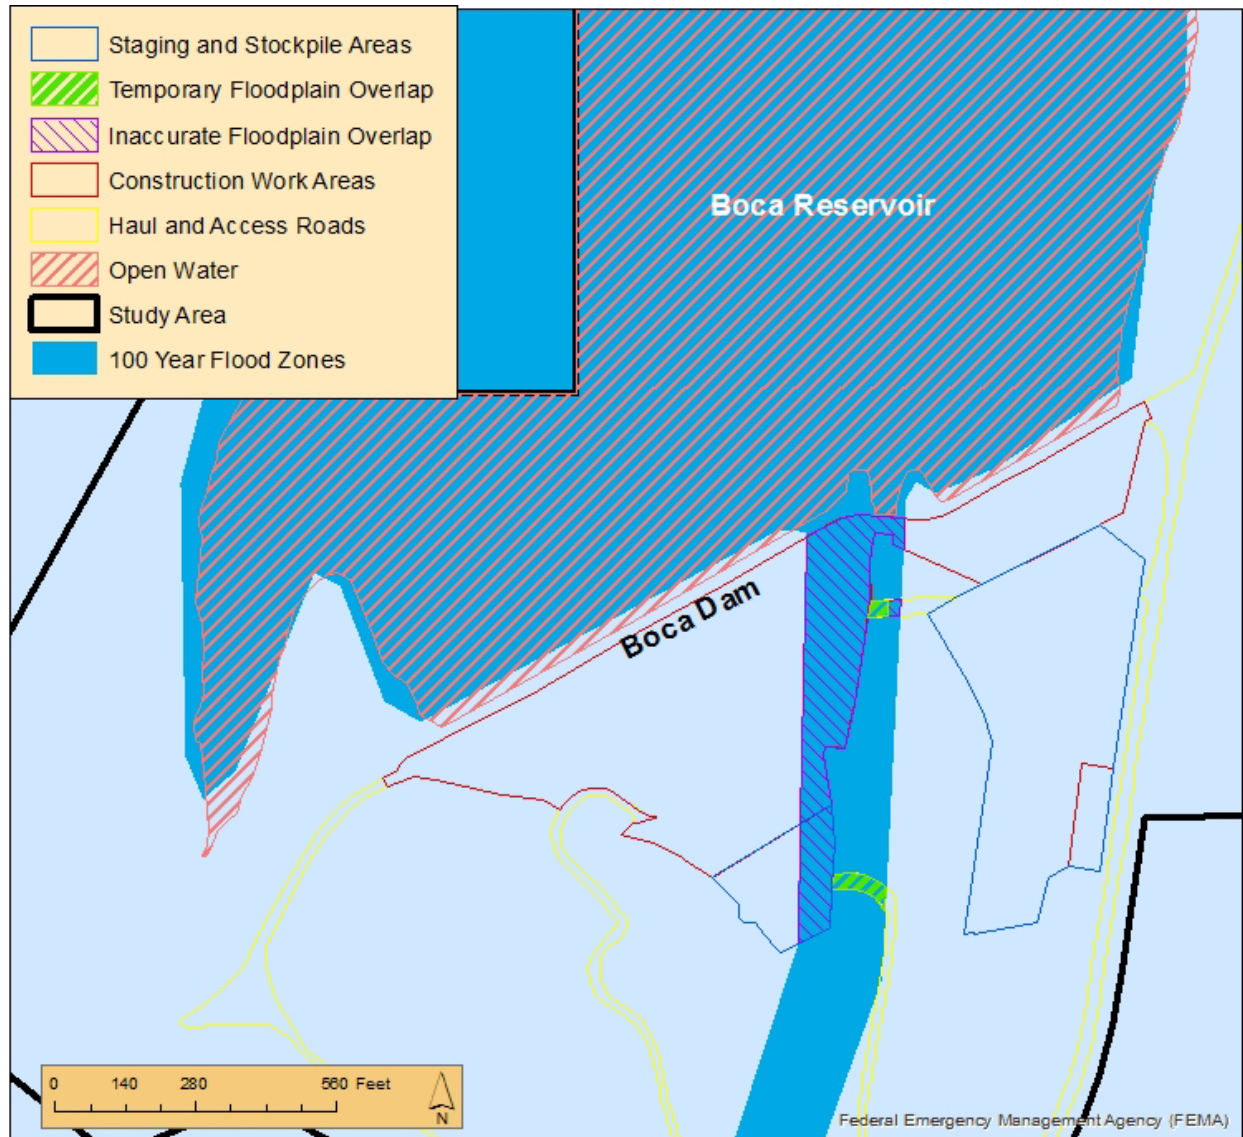 Staging and Stockpile Areas
Temporary Floodplain Overlap
Inaccurate Floodplain Overlap
Construction Work Areas
Haul and Access Roads
Open Water
Study Area
100 Year Flood Zones
Boca Reservoir
Boca Dam
0 140 280 560 Feet
N
Federal Emergency Management Agency (FEMA)